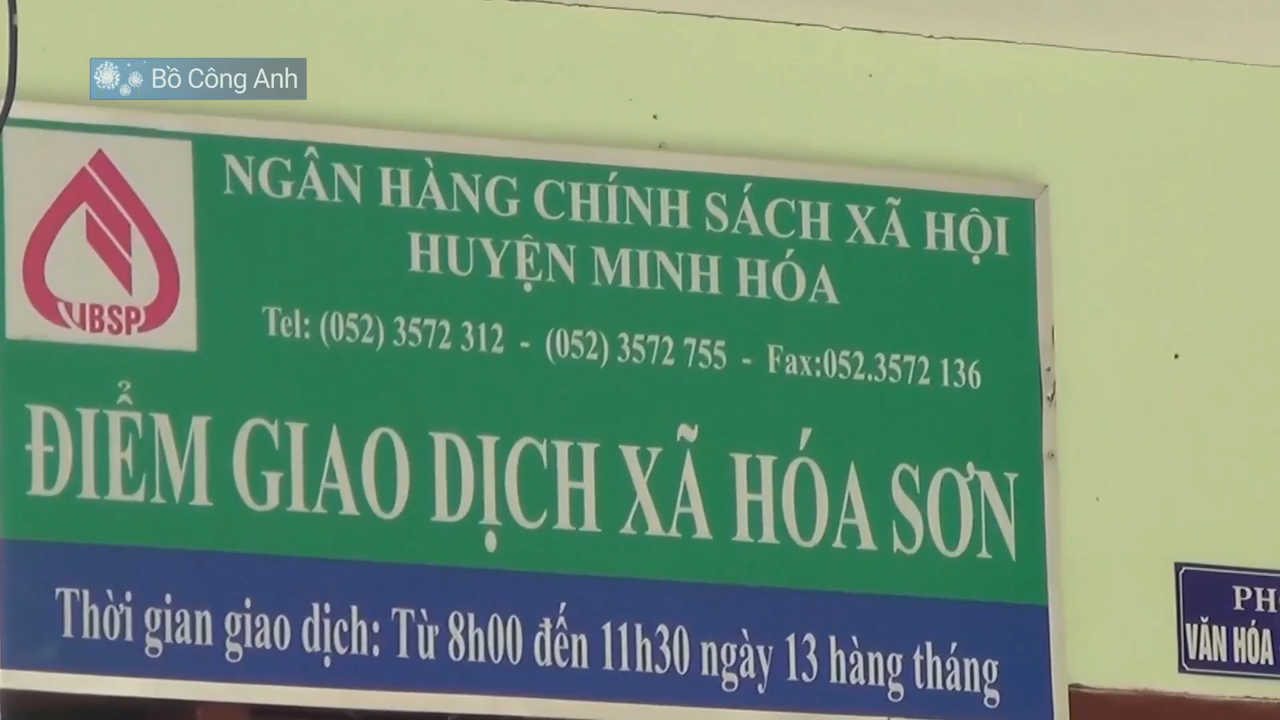 Bồ Công Anh
NGÂN HÀNG CHÍNH SÁCH XÃ HỘI
HUYỆN MINH HÓA
VBSP
Tel: (052) 3572 312 - (052) 3572 755 - Fax:052.3572 136
ĐIỂM GIAO DỊCH XÃ HÓA SƠN
Thời gian giao dịch: Từ 8h00 đến 11h30 ngày 13 hàng tháng
VĂN HÓA